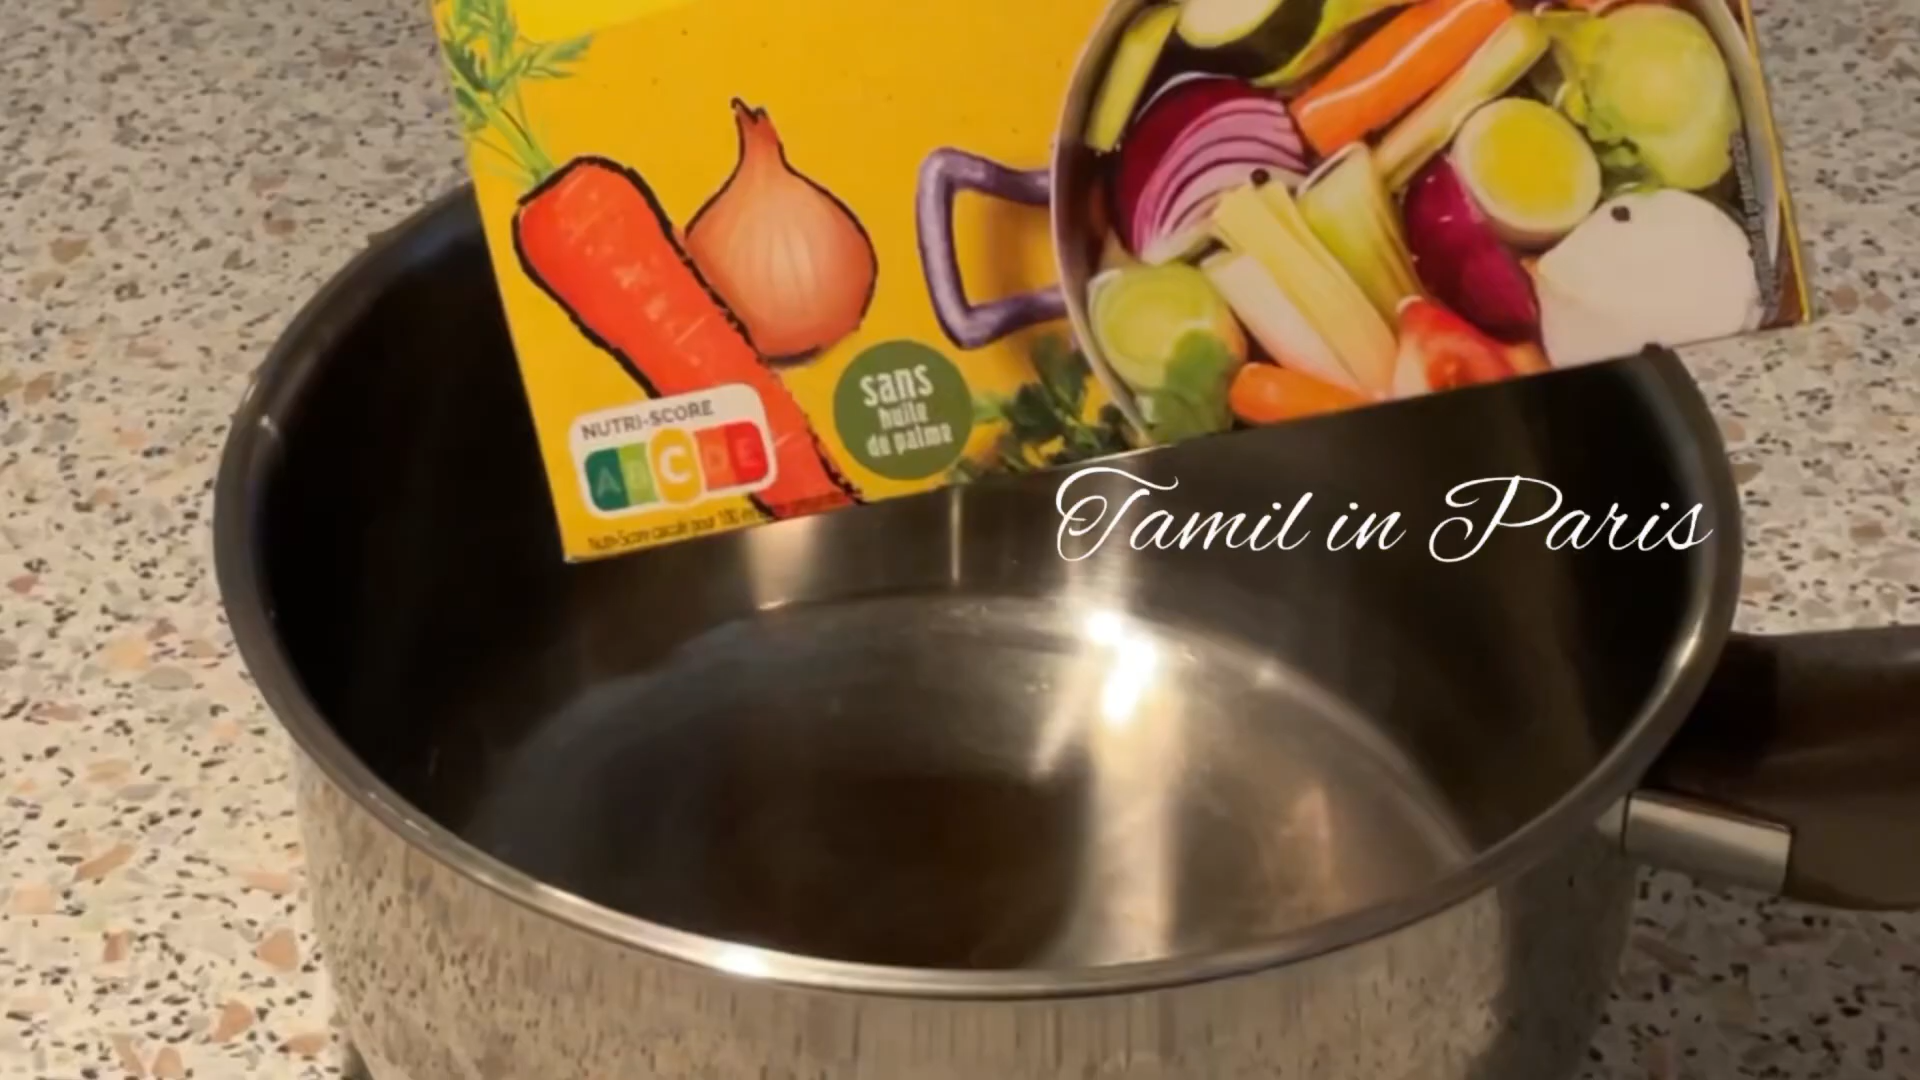 NUTRI-SCORE
A B C D E
sans
huile
de palme
Tamil in Paris